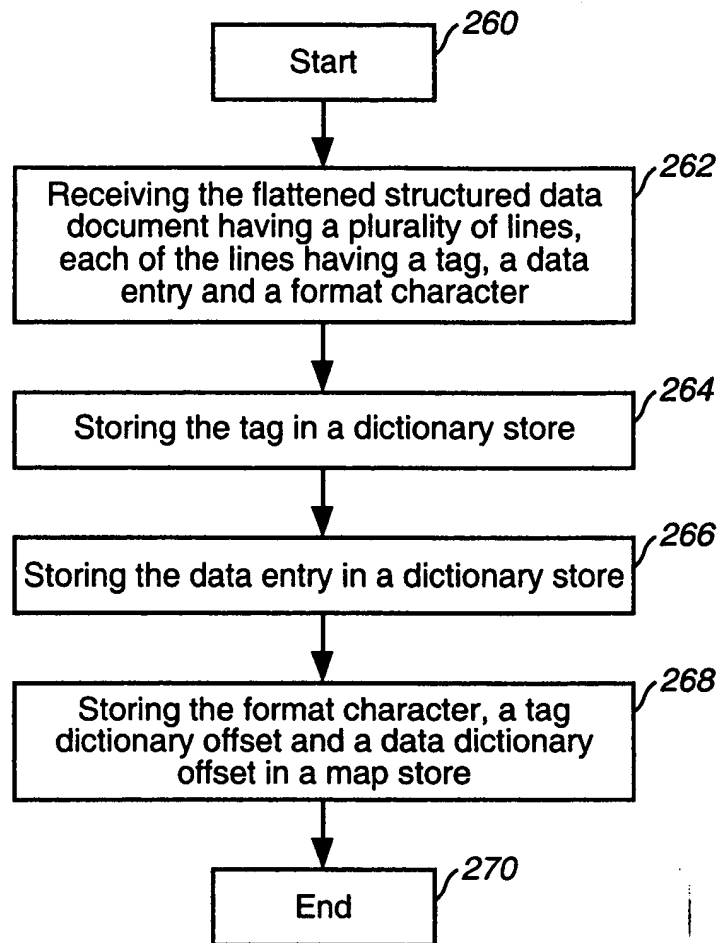 260
Start
262
Receiving the flattened structured data
document having a plurality of lines,
each of the lines having a tag, a data
entry and a format character
264
Storing the tag in a dictionary store
266
Storing the data entry in a dictionary store
268
Storing the format character, a tag
dictionary offset and a data dictionary
offset in a map store
270
End